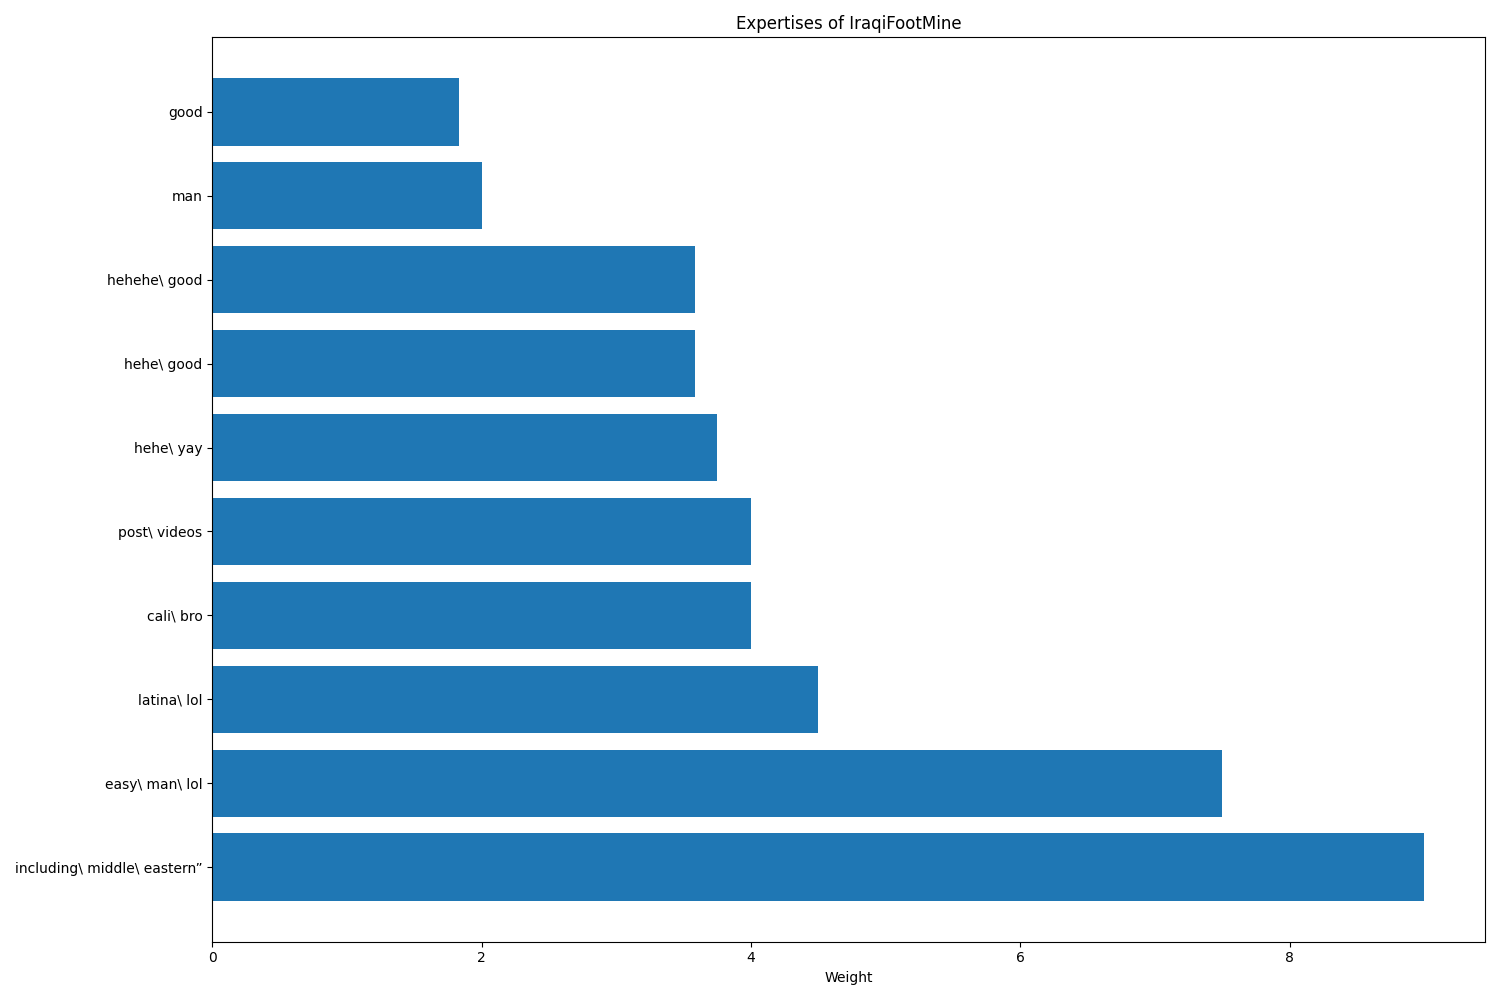 Expertises of IraqiFootMine
good
man
hehehe\ good
hehe\ good
hehe\ yay
post\ videos
cali\ bro
latina\ lol
easy\ man\ lol
including\ middle\ eastern”
0 2 4 6 8
Weight